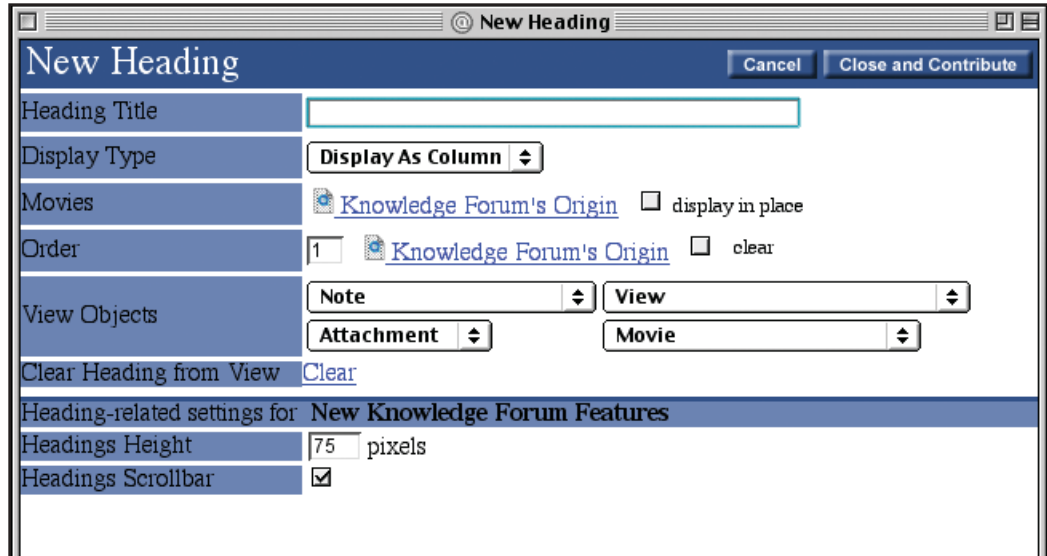 New Heading
New Heading Cancel Close and Contribute
Heading Title
Display Type Display As Column
Movies Knowledge Forum's Origin display in place
Order 1 Knowledge Forum's Origin clear
View Objects Note View
Attachment Movie
Clear Heading from View Clear
Heading-related settings for New Knowledge Forum Features
Headings Height 75 pixels
Headings Scrollbar